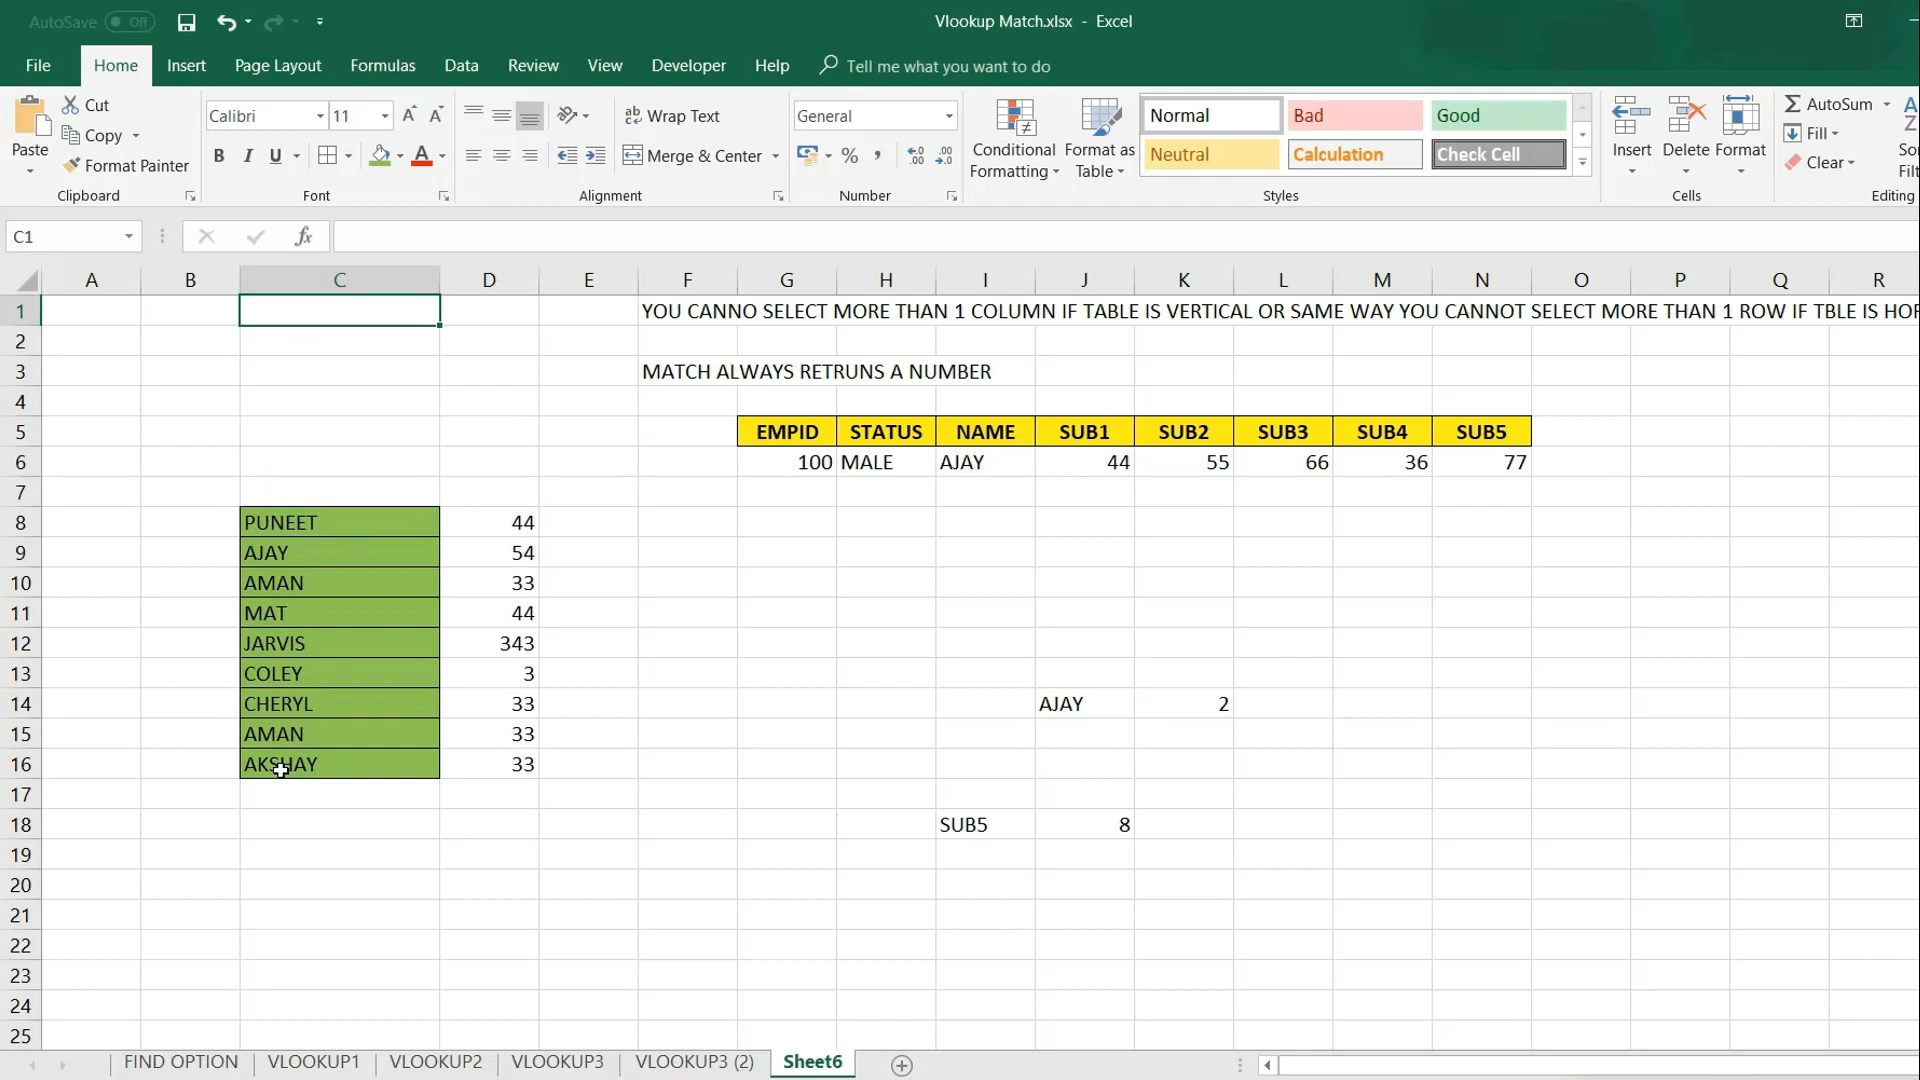 AutoSave Off Vlookup Match.xlsx - Excel
File Home Insert Page Layout Formulas Data Review View Developer Help Tell me what you want to do
Cut
Copy
Format Painter
Paste
Clipboard
Calibri 11
B I U
Font
Wrap Text
Merge & Center
Alignment
General
Number
Conditional Formatting
Format as Table
Normal Bad Good
Neutral Calculation Check Cell
Styles
Insert Delete Format
Cells
AutoSum
Fill
Clear
Editing
C1 fx
A B C D E F G H I J K L M N O P Q R
1 YOU CANNO SELECT MORE THAN 1 COLUMN IF TABLE IS VERTICAL OR SAME WAY YOU CANNOT SELECT MORE THAN 1 ROW IF TBLE IS
2
3 MATCH ALWAYS RETRUNS A NUMBER
4
5 EMPID STATUS NAME SUB1 SUB2 SUB3 SUB4 SUB5
6 100 MALE AJAY 44 55 66 36 77
7
8 PUNEET 44
9 AJAY 54
10 AMAN 33
11 MAT 44
12 JARVIS 343
13 COLEY 3
14 CHERYL 33 AJAY 2
15 AMAN 33
16 AKSHAY 33
17
18 SUB5 8
19
20
21
22
23
24
25
FIND OPTION VLOOKUP1 VLOOKUP2 VLOOKUP3 VLOOKUP3 (2) Sheet6